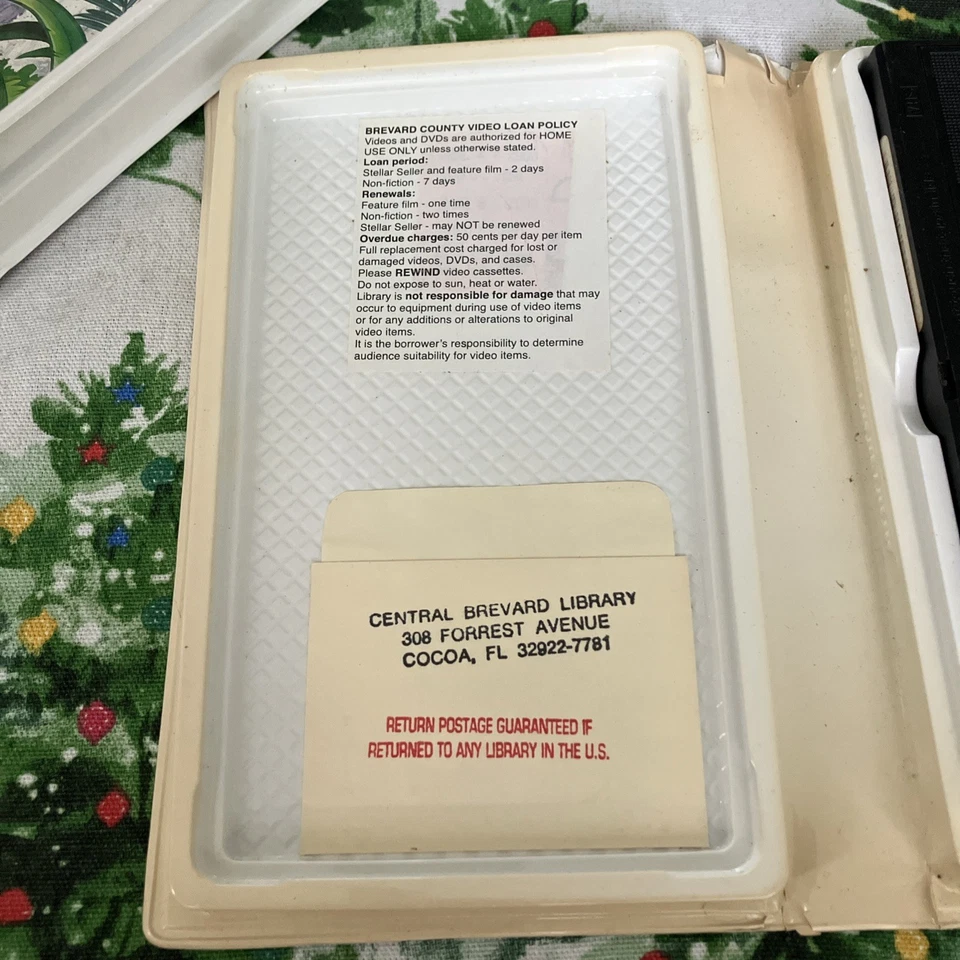 BREVARD COUNTY VIDEO LOAN POLICY
Videos and DVDs are authorized for HOME
USE ONLY unless otherwise stated.
Loan period:
Stellar Seller and feature film - 2 days
Non-fiction - 7 days
Renewals:
Feature film - one time
Non-fiction - two times
Stellar Seller - may NOT be renewed
Overdue charges: 50 cents per day per item
Full replacement cost charged for lost or
damaged videos, DVDs, and cases.
Please REWIND video cassettes.
Do not expose to sun, heat or water.
Library is not responsible for damage that may
occur to equipment during use of video items
or for any additions or alterations to original
video items.
It is the borrower's responsibility to determine
audience suitability for video items.
CENTRAL BREVARD LIBRARY
308 FORREST AVENUE
COCOA, FL 32922-7781
RETURN POSTAGE GUARANTEED IF
RETURNED TO ANY LIBRARY IN THE U.S.